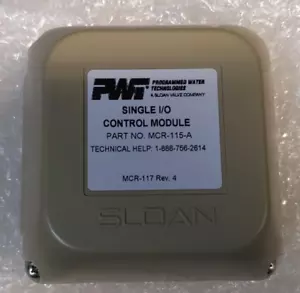 PWT PROGRAMMED WATER
TECHNOLOGIES
A SLOAN VALVE COMPANY
SINGLE I/O
CONTROL MODULE
PART NO. MCR-115-A
TECHNICAL HELP: 1-888-756-2614
MCR-117 Rev. 4
SLOAN